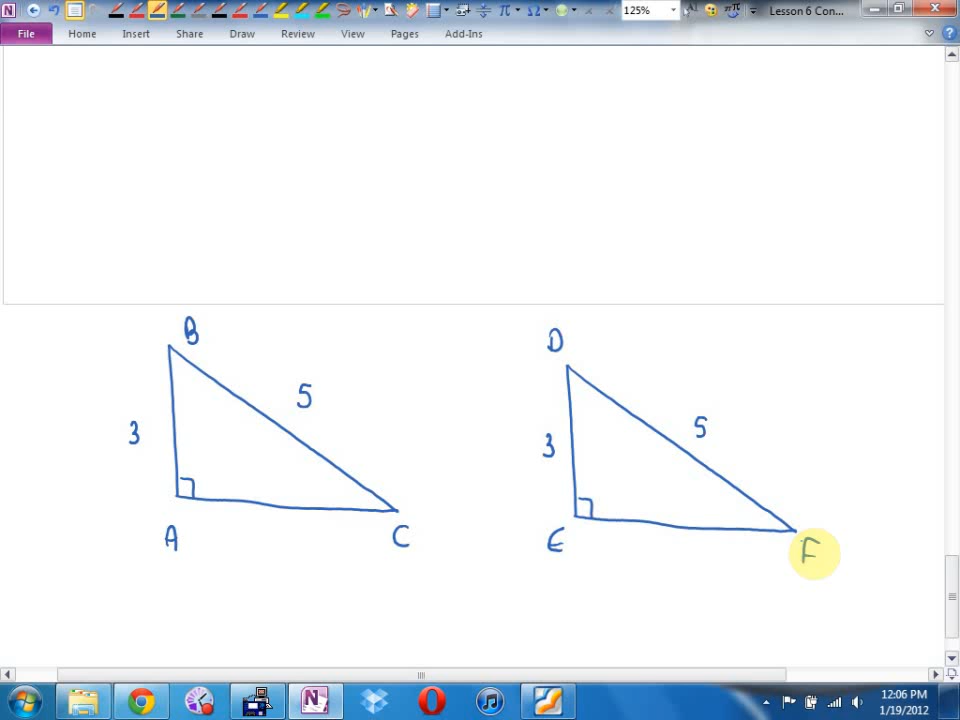 125%
Lesson 6 Con...
File Home Insert Share Draw Review View Pages Add-Ins
B D
5
3 5
3
A C E F
12:06 PM
1/19/2012